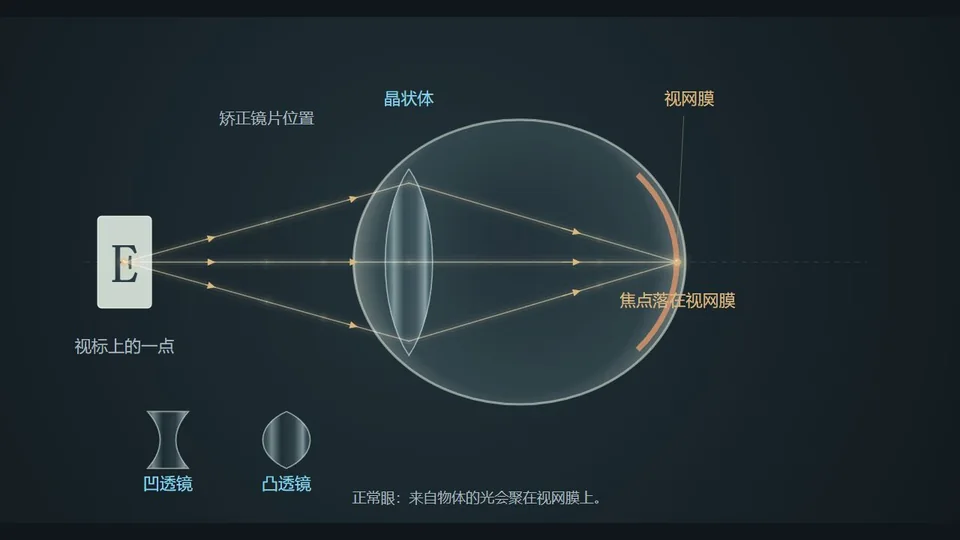 晶状体
视网膜
矫正镜片位置
E
焦点落在视网膜
视标上的一点
凹透镜
凸透镜
正常眼：来自物体的光会聚在视网膜上。